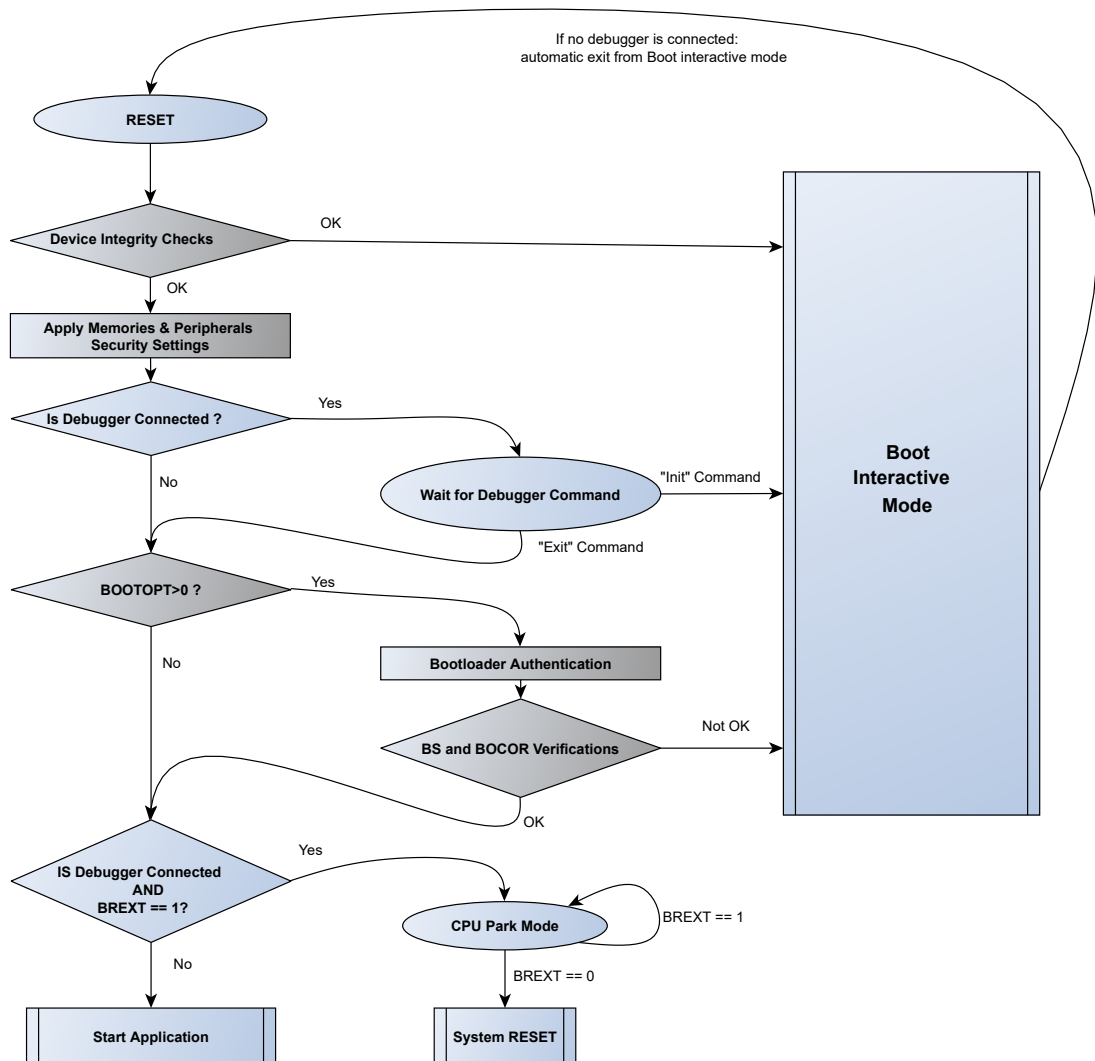 If no debugger is connected:
automatic exit from Boot interactive mode
RESET
Device Integrity Checks
OK
OK
Apply Memories & Peripherals
Security Settings
Is Debugger Connected ?
Yes
No
Wait for Debugger Command
"Init" Command
"Exit" Command
Boot
Interactive
Mode
BOOTOPT>0 ?
Yes
No
Bootloader Authentication
BS and BOCOR Verifications
Not OK
OK
IS Debugger Connected
AND
BREXT == 1?
Yes
No
CPU Park Mode
BREXT == 1
BREXT == 0
Start Application
System RESET